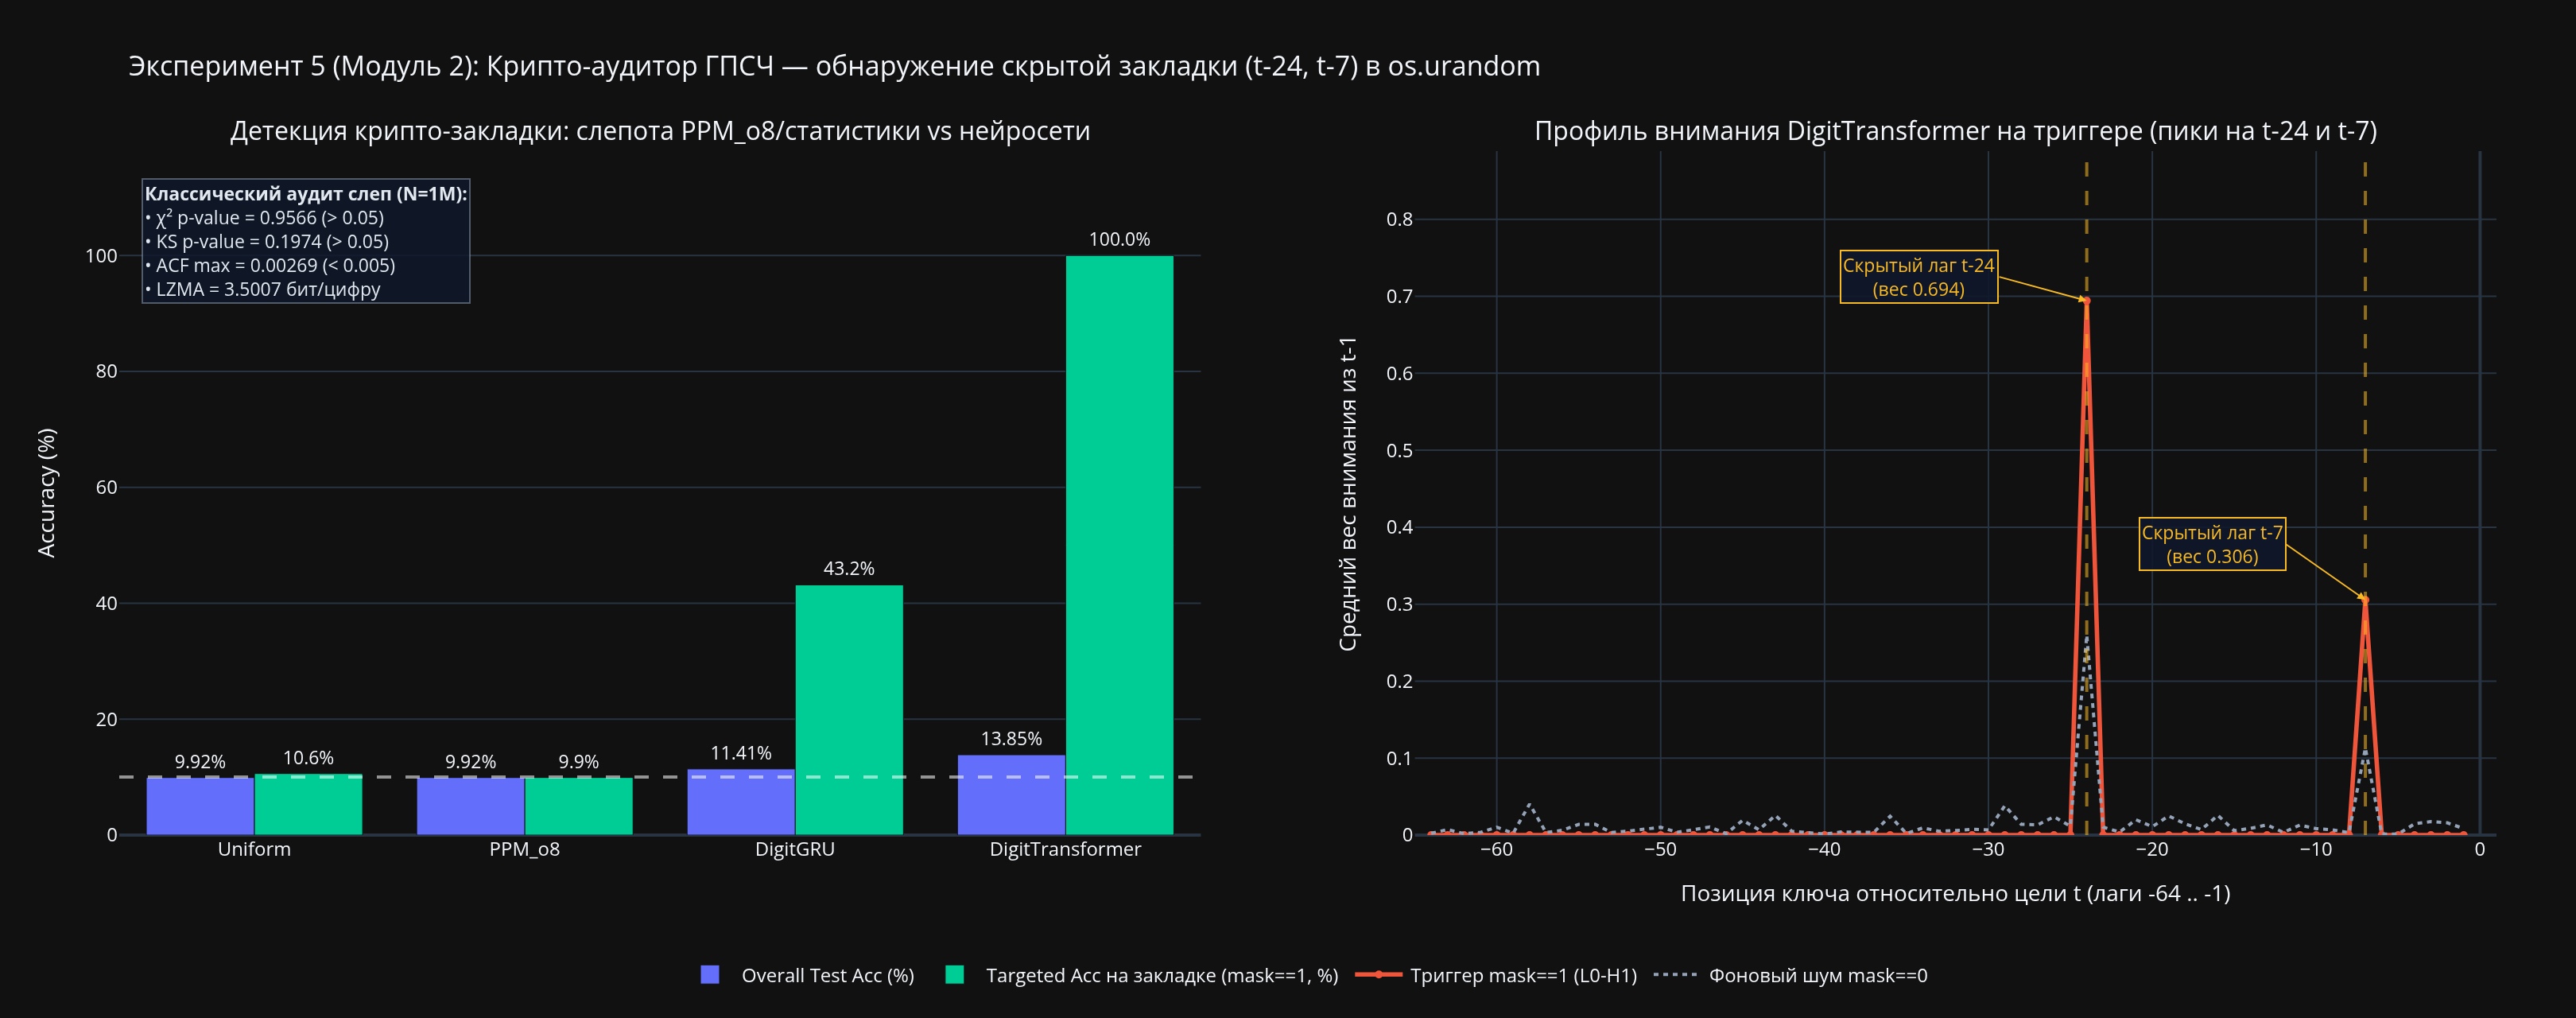 Эксперимент 5 (Модуль 2): Крипто-аудитор ГПСЧ — обнаружение скрытой закладки (t-24, t-7) в os.urandom
Детекция крипто-закладки: слепота PPM_o8/статистики vs нейросети
Классический аудит слеп (N=1M):
• χ² p-value = 0.9566 (> 0.05)
• KS p-value = 0.1974 (> 0.05)
• ACF max = 0.00269 (< 0.005)
• LZMA = 3.5007 бит/цифру
Accuracy (%)
100
80
60
40
20
0
9.92%
10.6%
9.92%
9.9%
11.41%
43.2%
13.85%
100.0%
Uniform
PPM_o8
DigitGRU
DigitTransformer
Профиль внимания DigitTransformer на триггере (пики на t-24 и t-7)
Средний вес внимания из t-1
0.8
0.7
0.6
0.5
0.4
0.3
0.2
0.1
0
Скрытый лаг t-24
(вес 0.694)
Скрытый лаг t-7
(вес 0.306)
−60
−50
−40
−30
−20
−10
0
Позиция ключа относительно цели t (лаги -64 .. -1)
Overall Test Acc (%)
Targeted Acc на закладке (mask==1, %)
Триггер mask==1 (L0-H1)
Фоновый шум mask==0